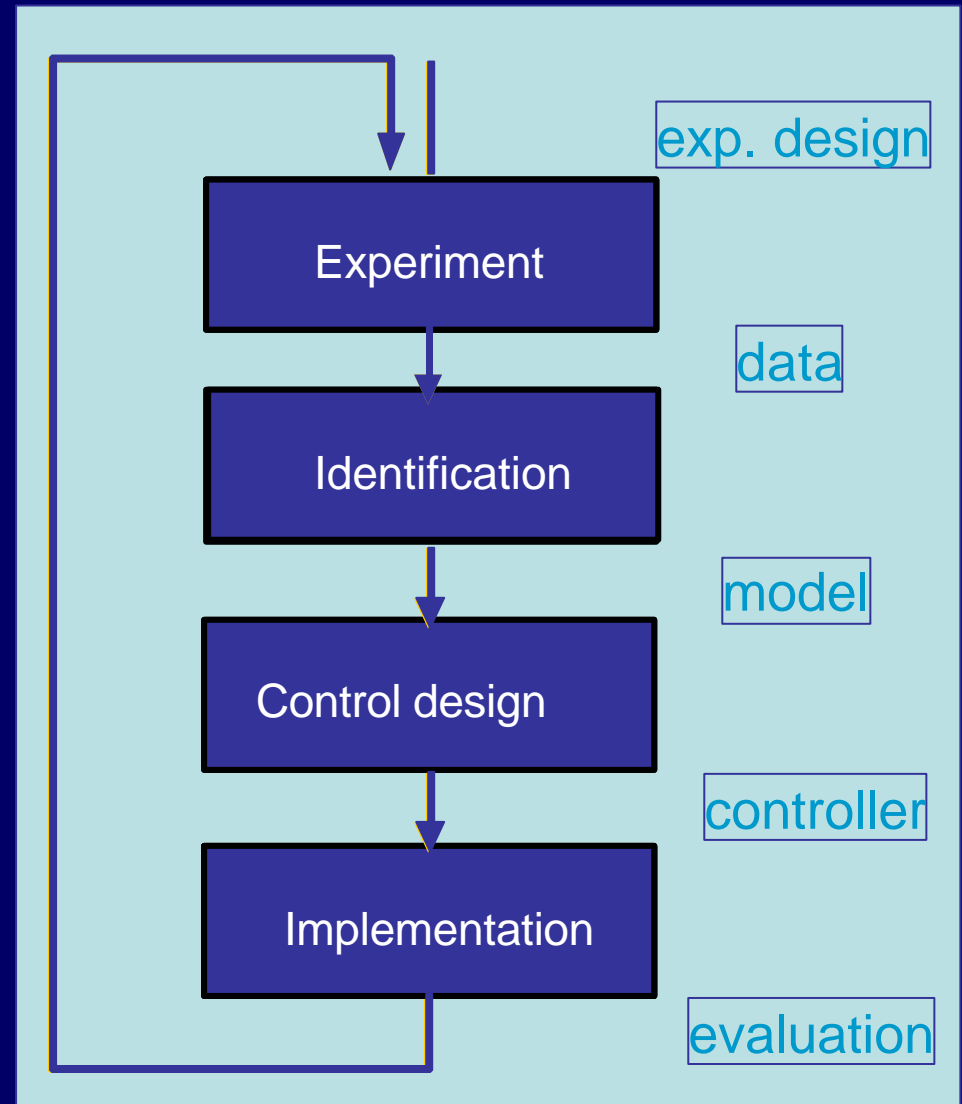 exp. design
Experiment
data
Identification
model
Control design
controller
Implementation
evaluation